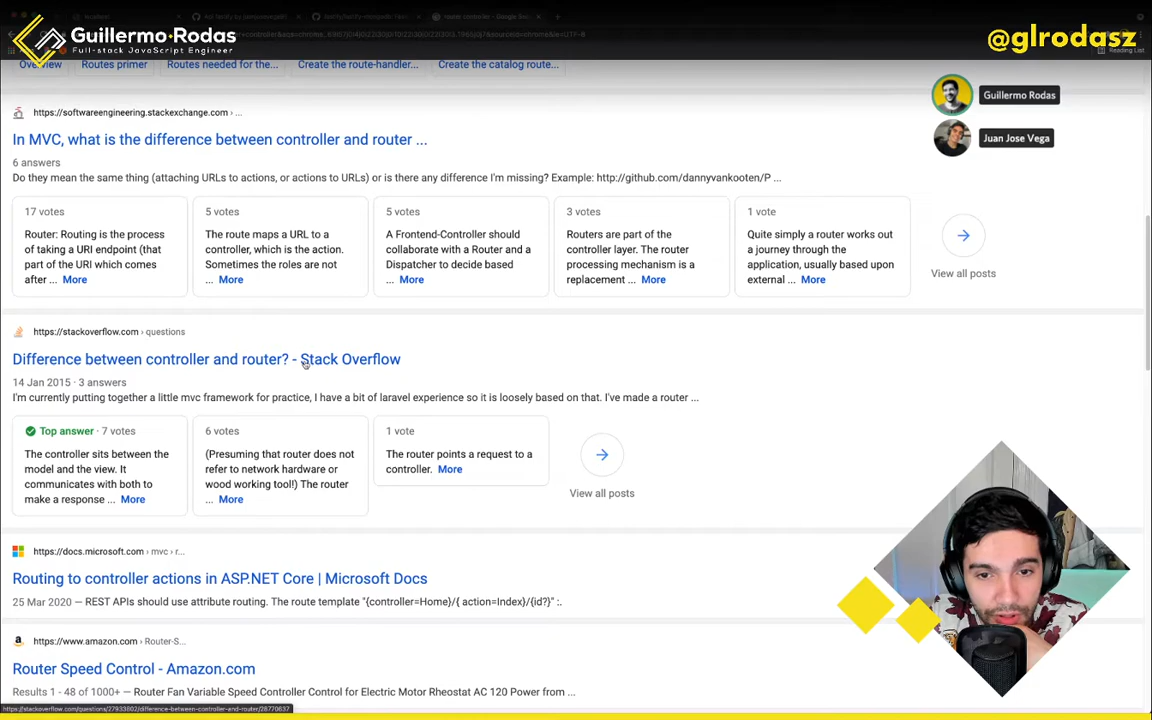 Guillermo Rodas
Full-stack JavaScript Engineer
@glrodasz
Reading List
Overview
Routes primer
Routes needed for the...
Create the route-handler...
Create the catalog route...
Guillermo Rodas
Juan Jose Vega
https://softwareengineering.stackexchange.com › ...
In MVC, what is the difference between controller and router ...
6 answers
Do they mean the same thing (attaching URLs to actions, or actions to URLs) or is there any difference I'm missing? Example: http://github.com/dannyvankooten/P ...
17 votes
Router: Routing is the process
of taking a URI endpoint (that
part of the URI which comes
after ... More
5 votes
The route maps a URL to a
controller, which is the action.
Sometimes the roles are not
... More
5 votes
A Frontend-Controller should
collaborate with a Router and a
Dispatcher to decide based
... More
3 votes
Routers are part of the
controller layer. The router
processing mechanism is a
replacement ... More
1 vote
Quite simply a router works out
a journey through the
application, usually based upon
external ... More
View all posts
https://stackoverflow.com › questions
Difference between controller and router? - Stack Overflow
14 Jan 2015 · 3 answers
I'm currently putting together a little mvc framework for practice, I have a bit of laravel experience so it is loosely based on that. I've made a router ...
Top answer · 7 votes
The controller sits between the
model and the view. It
communicates with both to
make a response ... More
6 votes
(Presuming that router does not
refer to network hardware or
wood working tool!) The router
... More
1 vote
The router points a request to a
controller. More
View all posts
https://docs.microsoft.com › mvc › r...
Routing to controller actions in ASP.NET Core | Microsoft Docs
25 Mar 2020 — REST APIs should use attribute routing. The route template "{controller=Home}/{ action=Index}/{id?}" :.
https://www.amazon.com › Router-S...
Router Speed Control - Amazon.com
Results 1 - 48 of 1000+ — Router Fan Variable Speed Controller Control for Electric Motor Rheostat AC 120 Power from ...
https://stackoverflow.com/questions/27933802/difference-between-controller-and-router/28770637